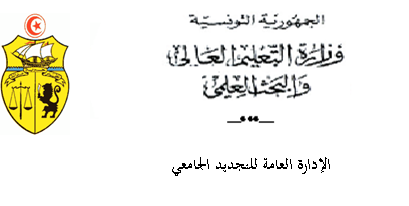 الجمهورية التونسية
وزارة التعليم العالي
والبحث العلمي
الإدارة العامة للتجديد الجامعي